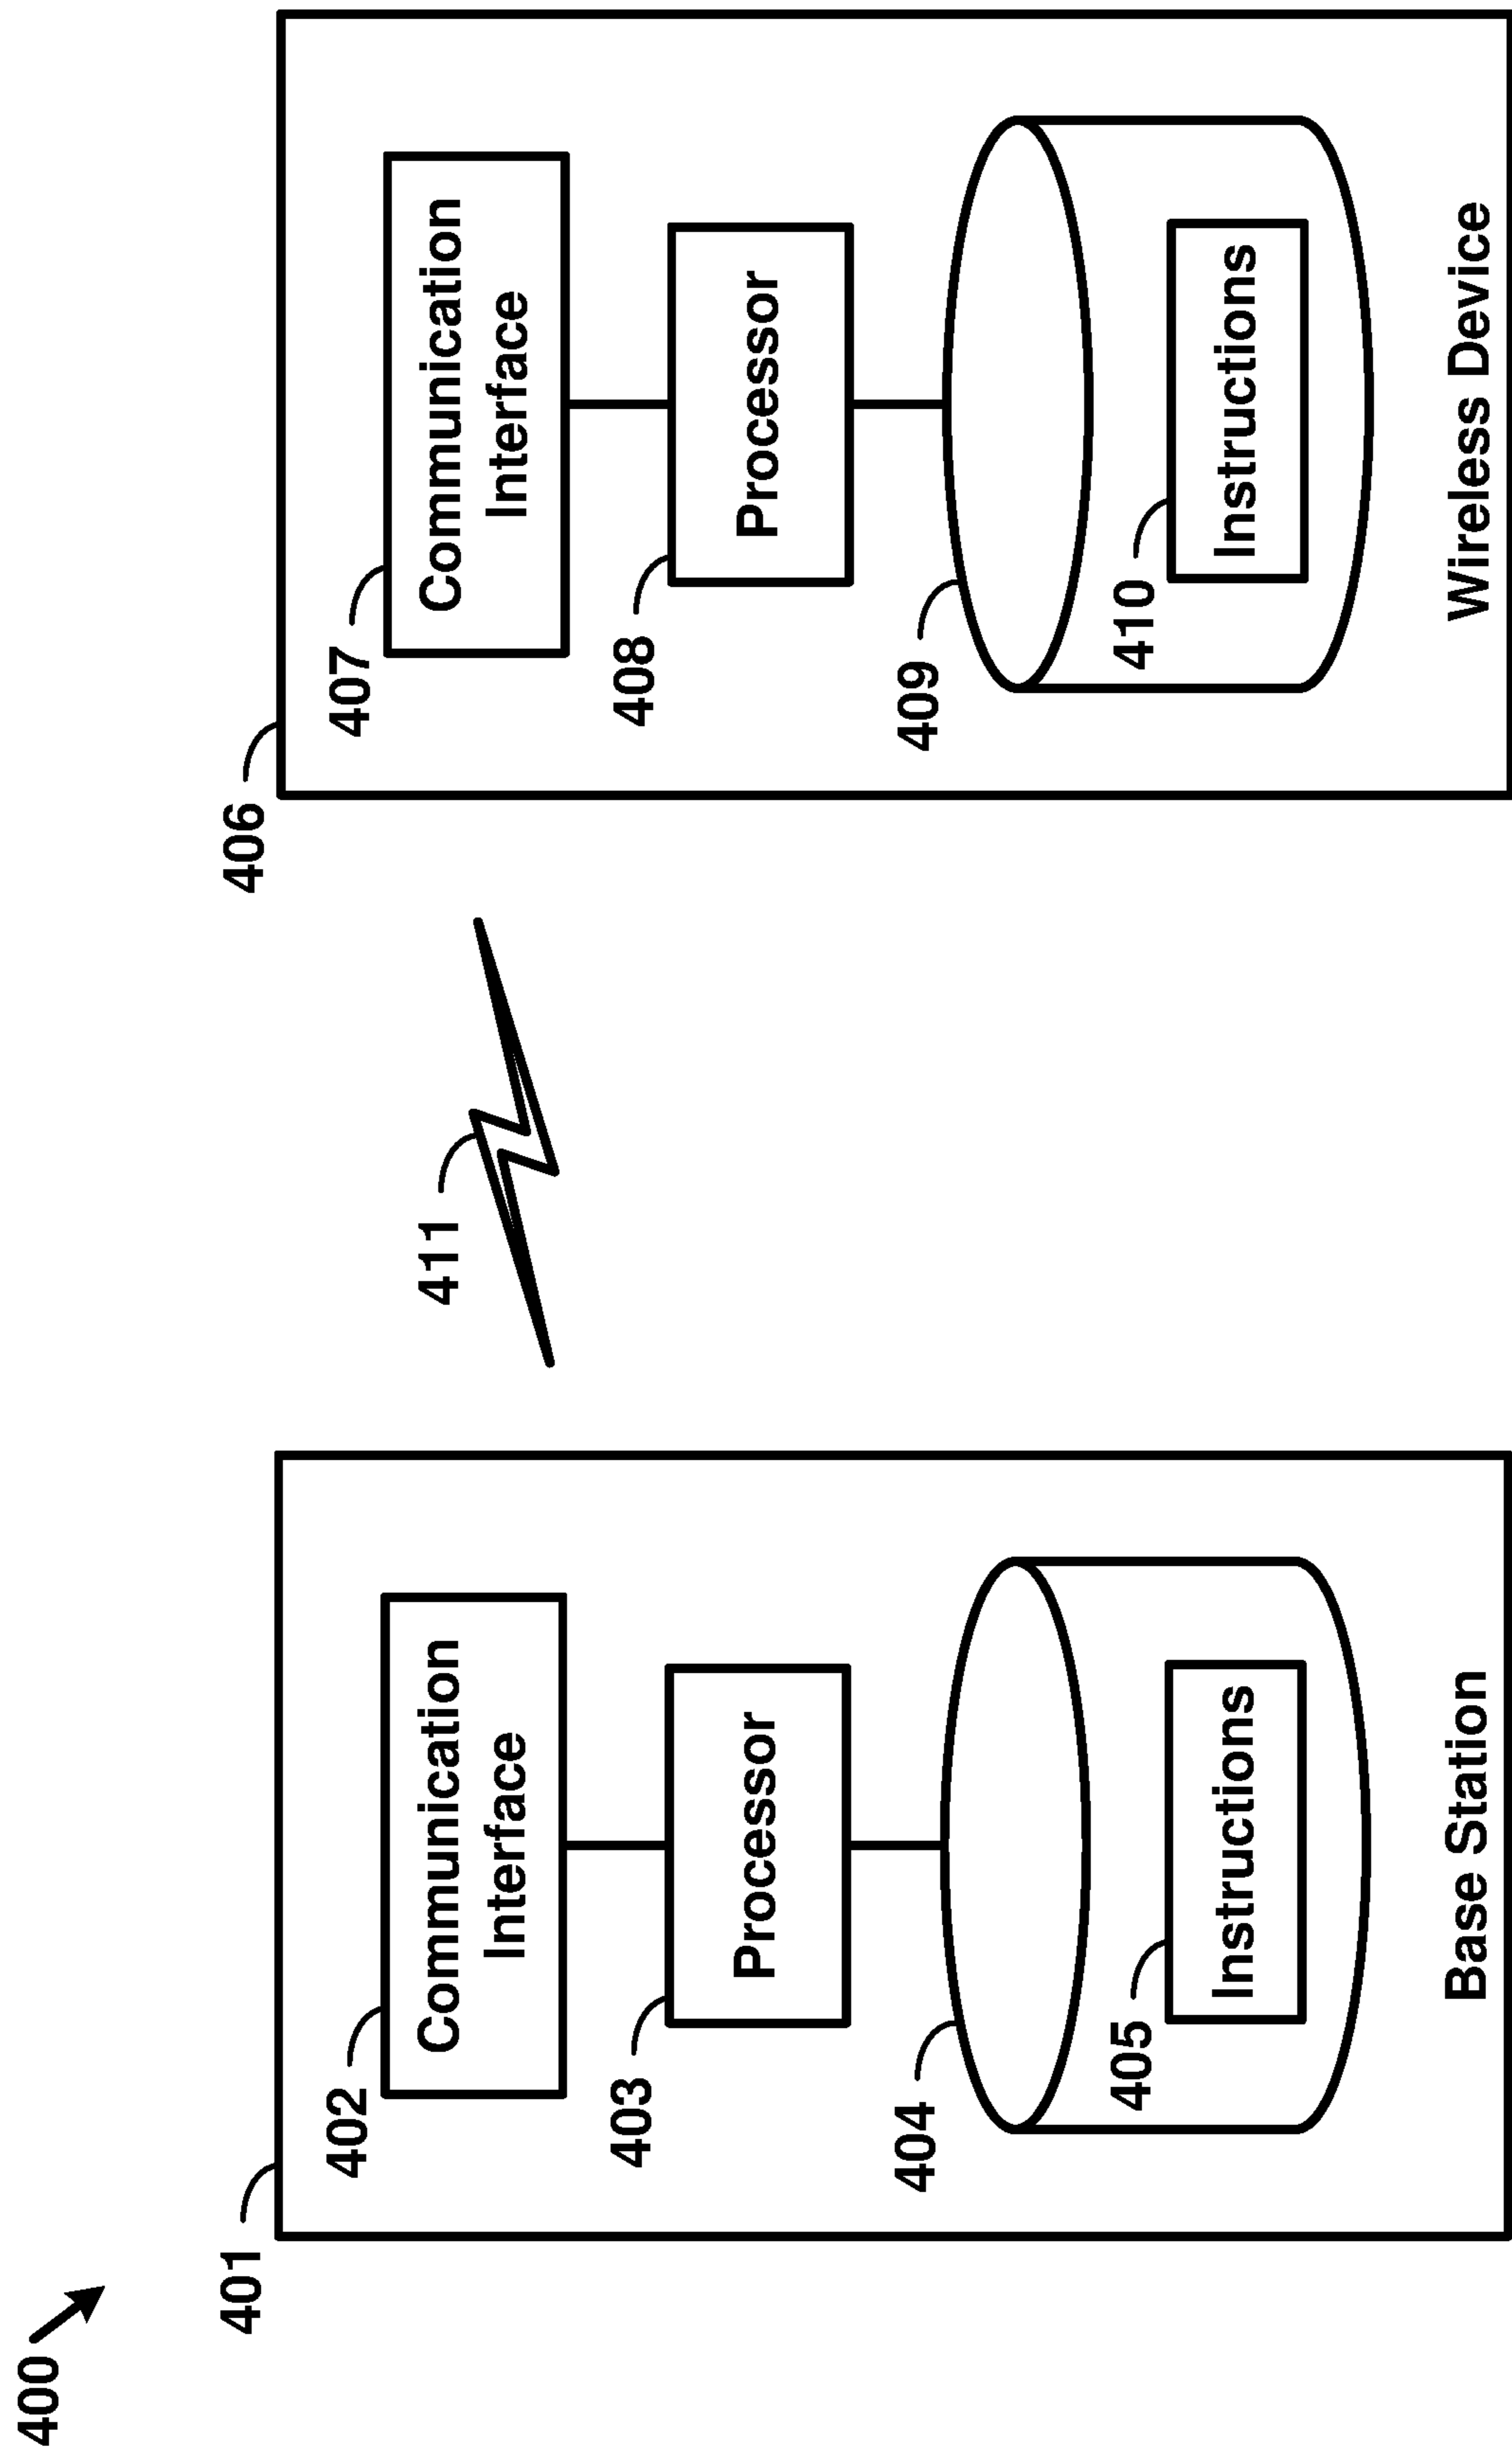 400
401
402
Communication
Interface
403
Processor
404
405
Instructions
Base Station
411
406
407
Communication
Interface
408
Processor
409
410
Instructions
Wireless Device